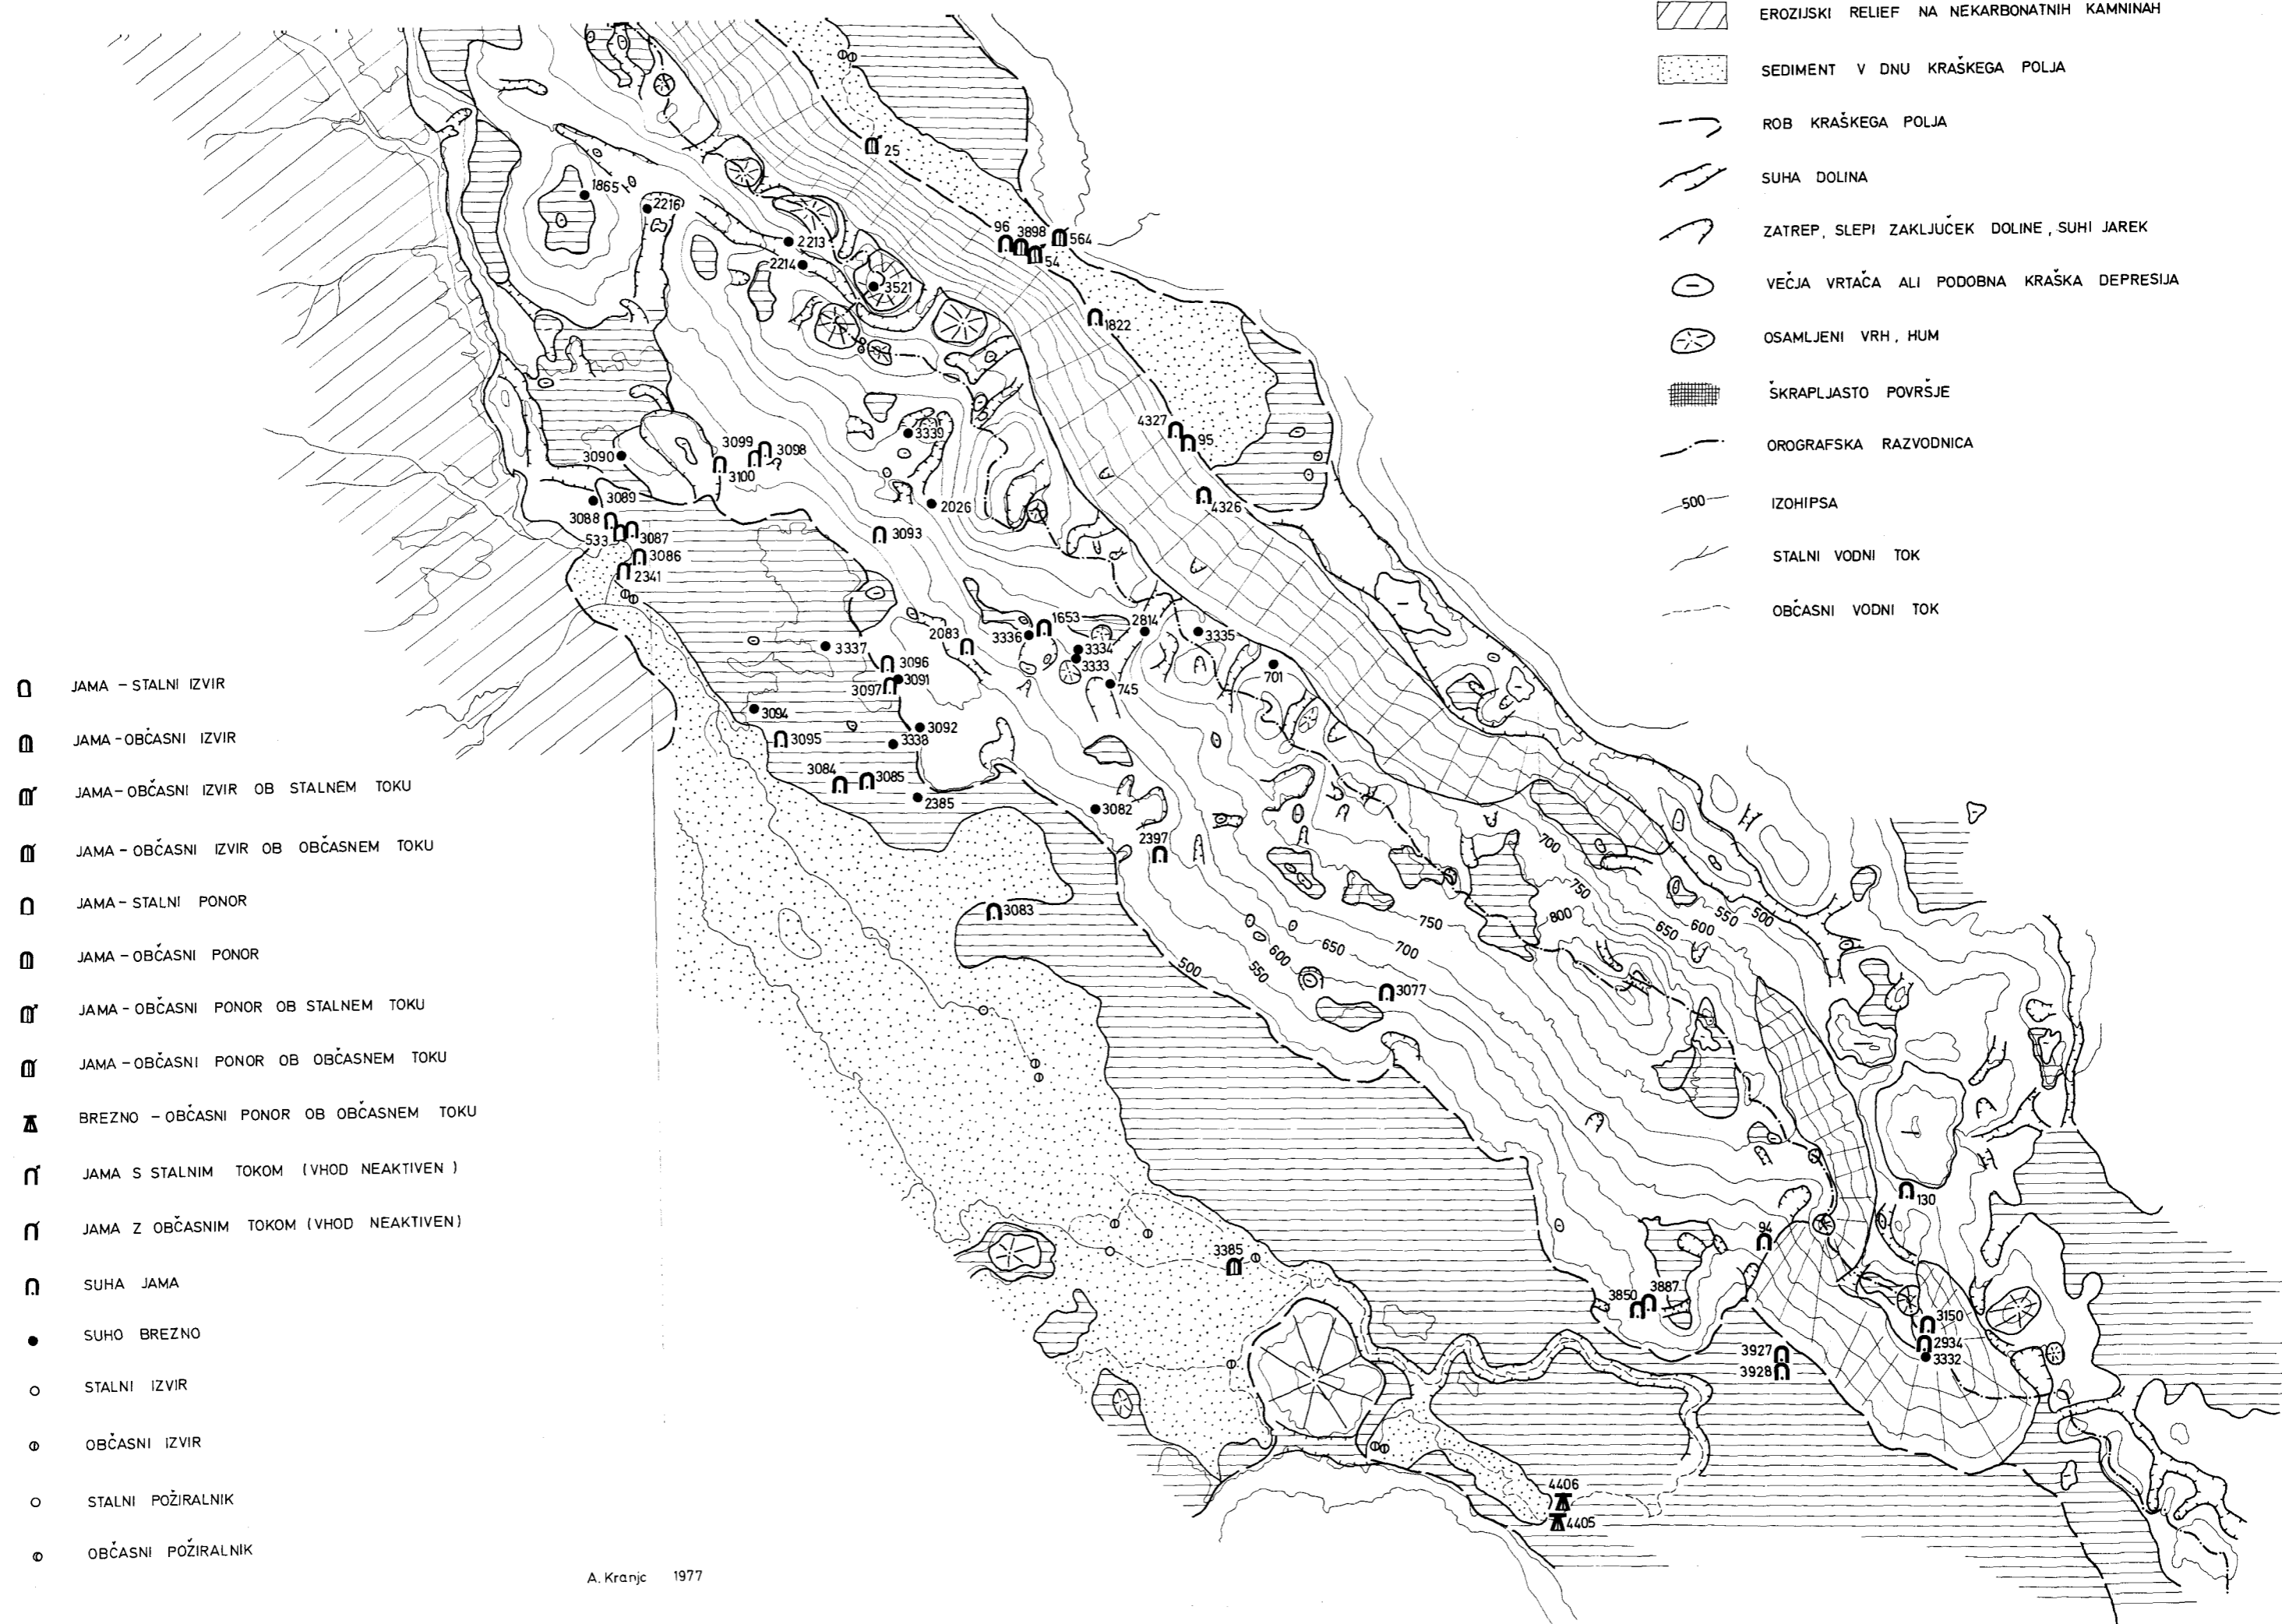 EROZIJSKI RELIEF NA NEKARBONATNIH KAMNINAH
SEDIMENT V DNU KRAŠKEGA POLJA
ROB KRAŠKEGA POLJA
SUHA DOLINA
ZATREP, SLEPI ZAKLJUČEK DOLINE, SUHI JAREK
VEČJA VRTAČA ALI PODOBNA KRAŠKA DEPRESIJA
OSAMLJENI VRH, HUM
ŠKRAPLJASTO POVRŠJE
OROGRAFSKA RAZVODNICA
500 IZOHIPSA
STALNI VODNI TOK
OBČASNI VODNI TOK
JAMA - STALNI IZVIR
JAMA - OBČASNI IZVIR
JAMA - OBČASNI IZVIR OB STALNEM TOKU
JAMA - OBČASNI IZVIR OB OBČASNEM TOKU
JAMA - STALNI PONOR
JAMA - OBČASNI PONOR
JAMA - OBČASNI PONOR OB STALNEM TOKU
JAMA - OBČASNI PONOR OB OBČASNEM TOKU
BREZNO - OBČASNI PONOR OB OBČASNEM TOKU
JAMA S STALNIM TOKOM (VHOD NEAKTIVEN)
JAMA Z OBČASNIM TOKOM (VHOD NEAKTIVEN)
SUHA JAMA
SUHO BREZNO
STALNI IZVIR
OBČASNI IZVIR
STALNI POŽIRALNIK
OBČASNI POŽIRALNIK
A. Kranjc 1977
25
1865
2216
2213
2214
3521
96
3898
564
54
1822
4327
95
4326
3339
2026
3090
3099
3098
3100
3089
3088
533
3087
3086
2341
3093
2083
3336
1653
2814
3335
3334
3333
745
701
3337
3096
3091
3097
3094
3095
3092
3338
3084
3085
2385
3082
2397
3083
3077
700
750
800
750
700
650
600
550
500
650
600
550
500
130
94
3385
3850
3887
3150
2934
3332
3927
3928
4406
4405